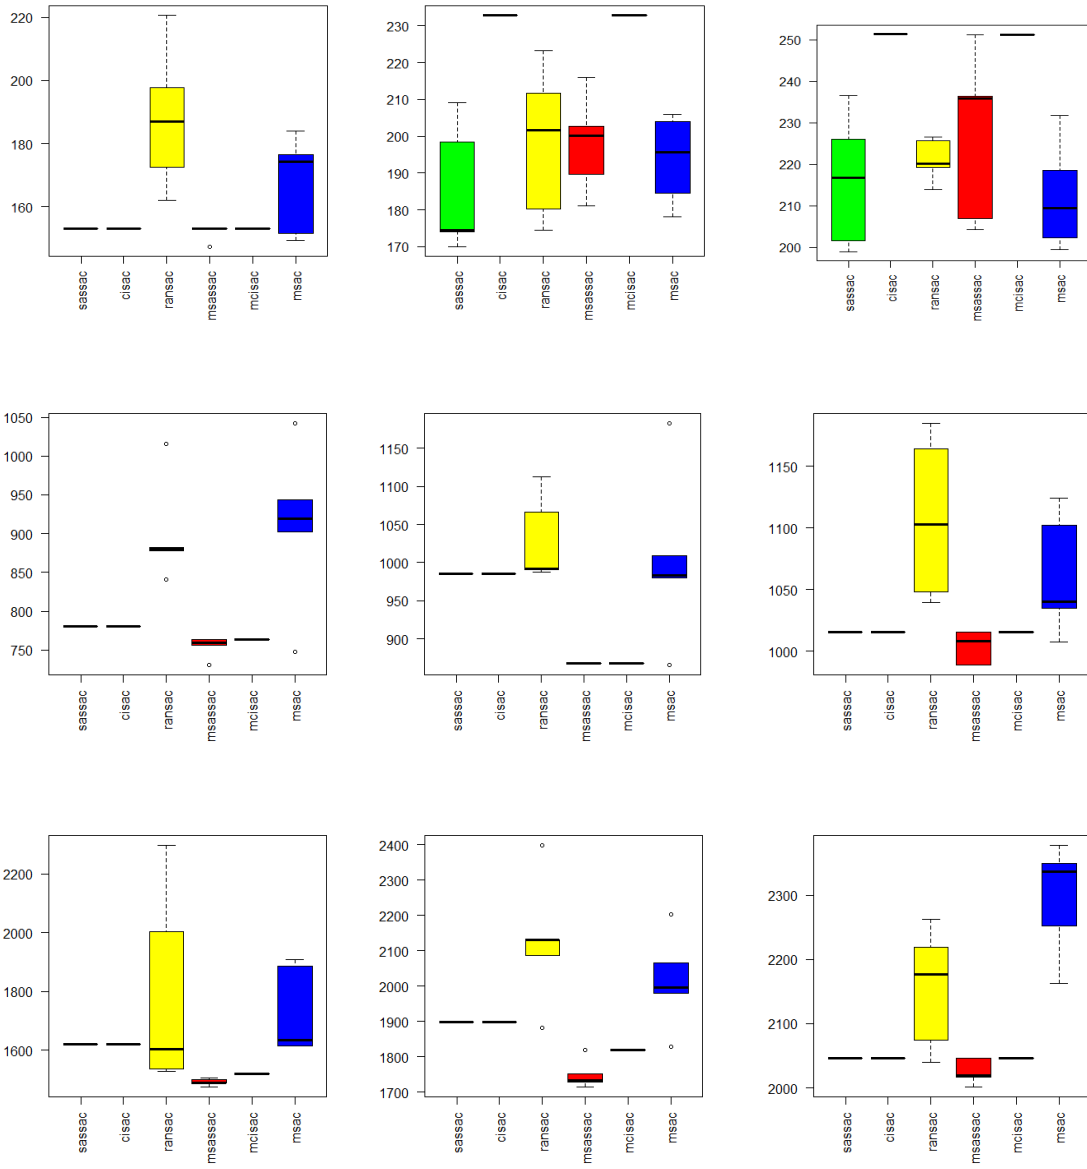 220
200
180
160
sassac
cisac
ransac
msassac
mcisac
msac
230
220
210
200
190
180
170
sassac
cisac
ransac
msassac
mcisac
msac
250
240
230
220
210
200
sassac
cisac
ransac
msassac
mcisac
msac
1050
1000
950
900
850
800
750
sassac
cisac
ransac
msassac
mcisac
msac
1150
1100
1050
1000
950
900
sassac
cisac
ransac
msassac
mcisac
msac
1150
1100
1050
1000
sassac
cisac
ransac
msassac
mcisac
msac
2200
2000
1800
1600
sassac
cisac
ransac
msassac
mcisac
msac
2400
2300
2200
2100
2000
1900
1800
1700
sassac
cisac
ransac
msassac
mcisac
msac
2300
2200
2100
2000
sassac
cisac
ransac
msassac
mcisac
msac